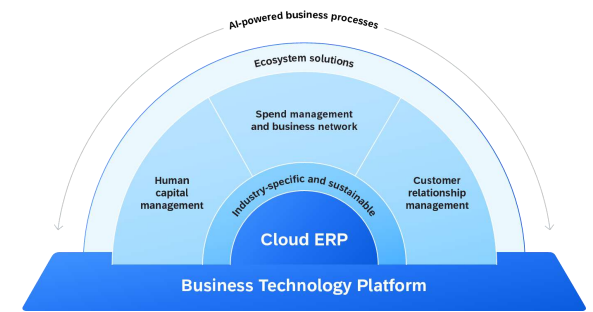 AI-powered business processes
Ecosystem solutions
Spend management
and business network
Human
capital
management
Customer
relationship
management
Industry-specific and sustainable
Cloud ERP
Business Technology Platform